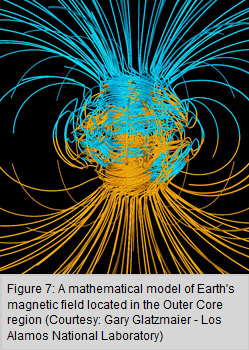 Figure 7: A mathematical model of Earth's
magnetic field located in the Outer Core
region (Courtesy: Gary Glatzmaier - Los
Alamos National Laboratory)